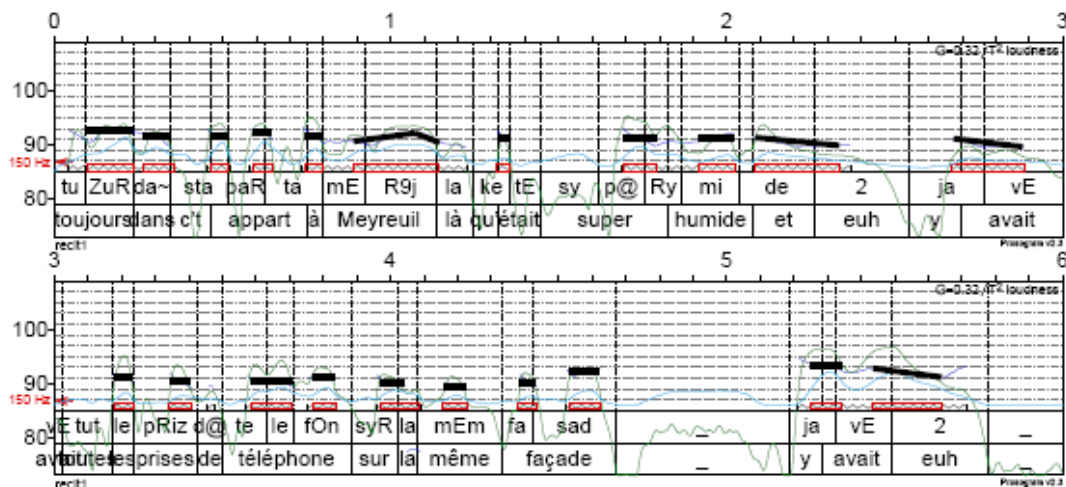 0 1 2 3
G=0.32/T² loudness
100
90
150 Hz
80
tu ZuR da~ sta paR ta mE R9j la ke tE sy p@ Ry mi de 2 ja vE
toujours dans c't appart à Meyreuil là qu'était super humide et euh y avait
recit1 Prosogram v2.3
3 4 5 6
G=0.32/T² loudness
100
90
150 Hz
80
vE tut le pRiz d@ te le fOn syR la mEm fa sad _ ja vE 2 _
avait toutes les prises de téléphone sur la même façade _ y avait euh _
recit1 Prosogram v2.3